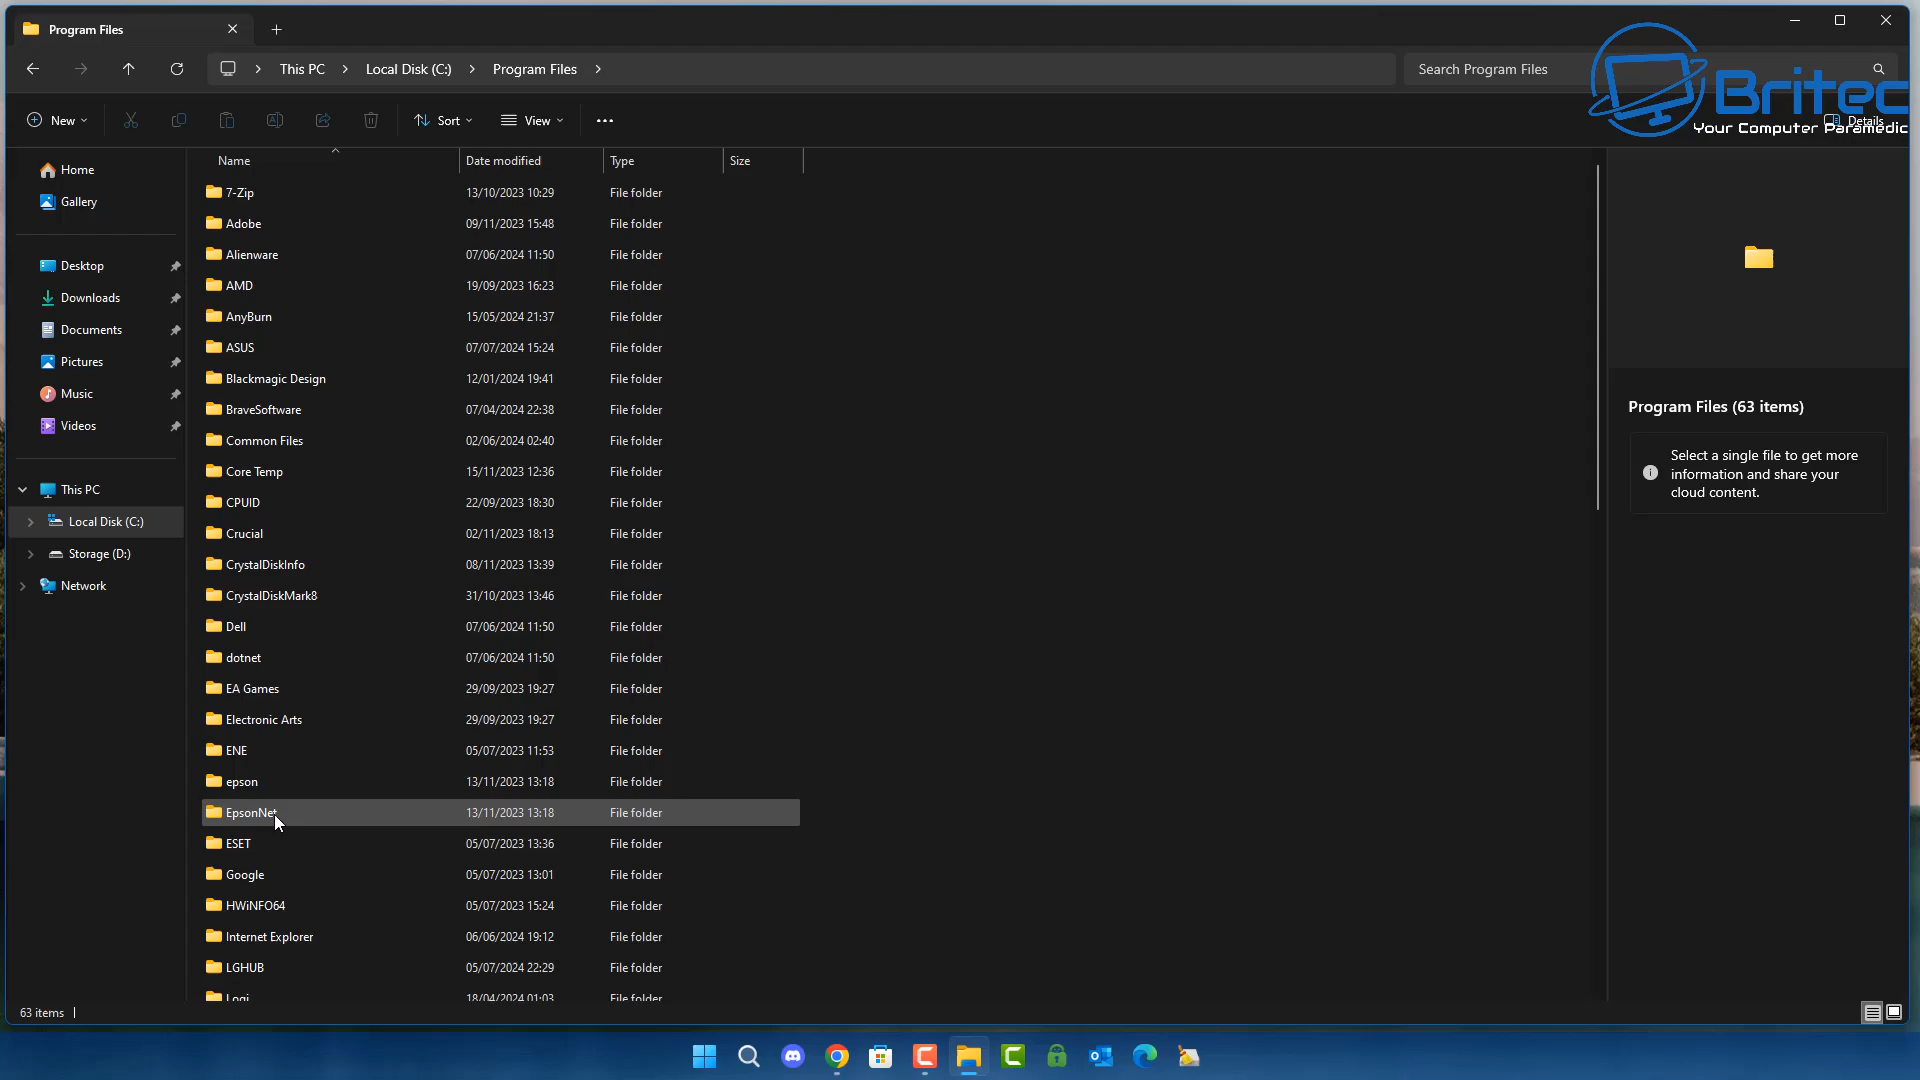 Program Files
This PC
Local Disk (C:)
Program Files
Search Program Files
Britec
Your Computer Paramedic
New
Sort
View
Details
Name
Date modified
Type
Size
Home
Gallery
Desktop
Downloads
Documents
Pictures
Music
Videos
This PC
Local Disk (C:)
Storage (D:)
Network
7-Zip 13/10/2023 10:29 File folder
Adobe 09/11/2023 15:48 File folder
Alienware 07/06/2024 11:50 File folder
AMD 19/09/2023 16:23 File folder
AnyBurn 15/05/2024 21:37 File folder
ASUS 07/07/2024 15:24 File folder
Blackmagic Design 12/01/2024 19:41 File folder
BraveSoftware 07/04/2024 22:38 File folder
Common Files 02/06/2024 02:40 File folder
Core Temp 15/11/2023 12:36 File folder
CPUID 22/09/2023 18:30 File folder
Crucial 02/11/2023 18:13 File folder
CrystalDiskInfo 08/11/2023 13:39 File folder
CrystalDiskMark8 31/10/2023 13:46 File folder
Dell 07/06/2024 11:50 File folder
dotnet 07/06/2024 11:50 File folder
EA Games 29/09/2023 19:27 File folder
Electronic Arts 29/09/2023 19:27 File folder
ENE 05/07/2023 11:53 File folder
epson 13/11/2023 13:18 File folder
EpsonNet 13/11/2023 13:18 File folder
ESET 05/07/2023 13:36 File folder
Google 05/07/2023 13:01 File folder
HWiNFO64 05/07/2023 15:24 File folder
Internet Explorer 06/06/2024 19:12 File folder
LGHUB 05/07/2024 22:29 File folder
Logi 18/04/2024 01:03 File folder
Program Files (63 items)
Select a single file to get more
information and share your
cloud content.
63 items